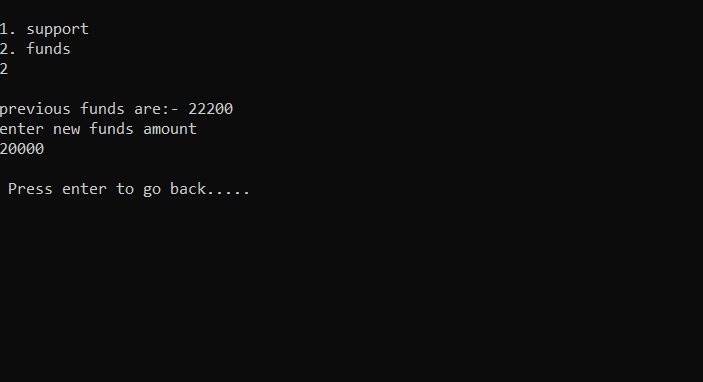 1. support
2. funds
2
previous funds are:- 22200
enter new funds amount
20000
Press enter to go back.....